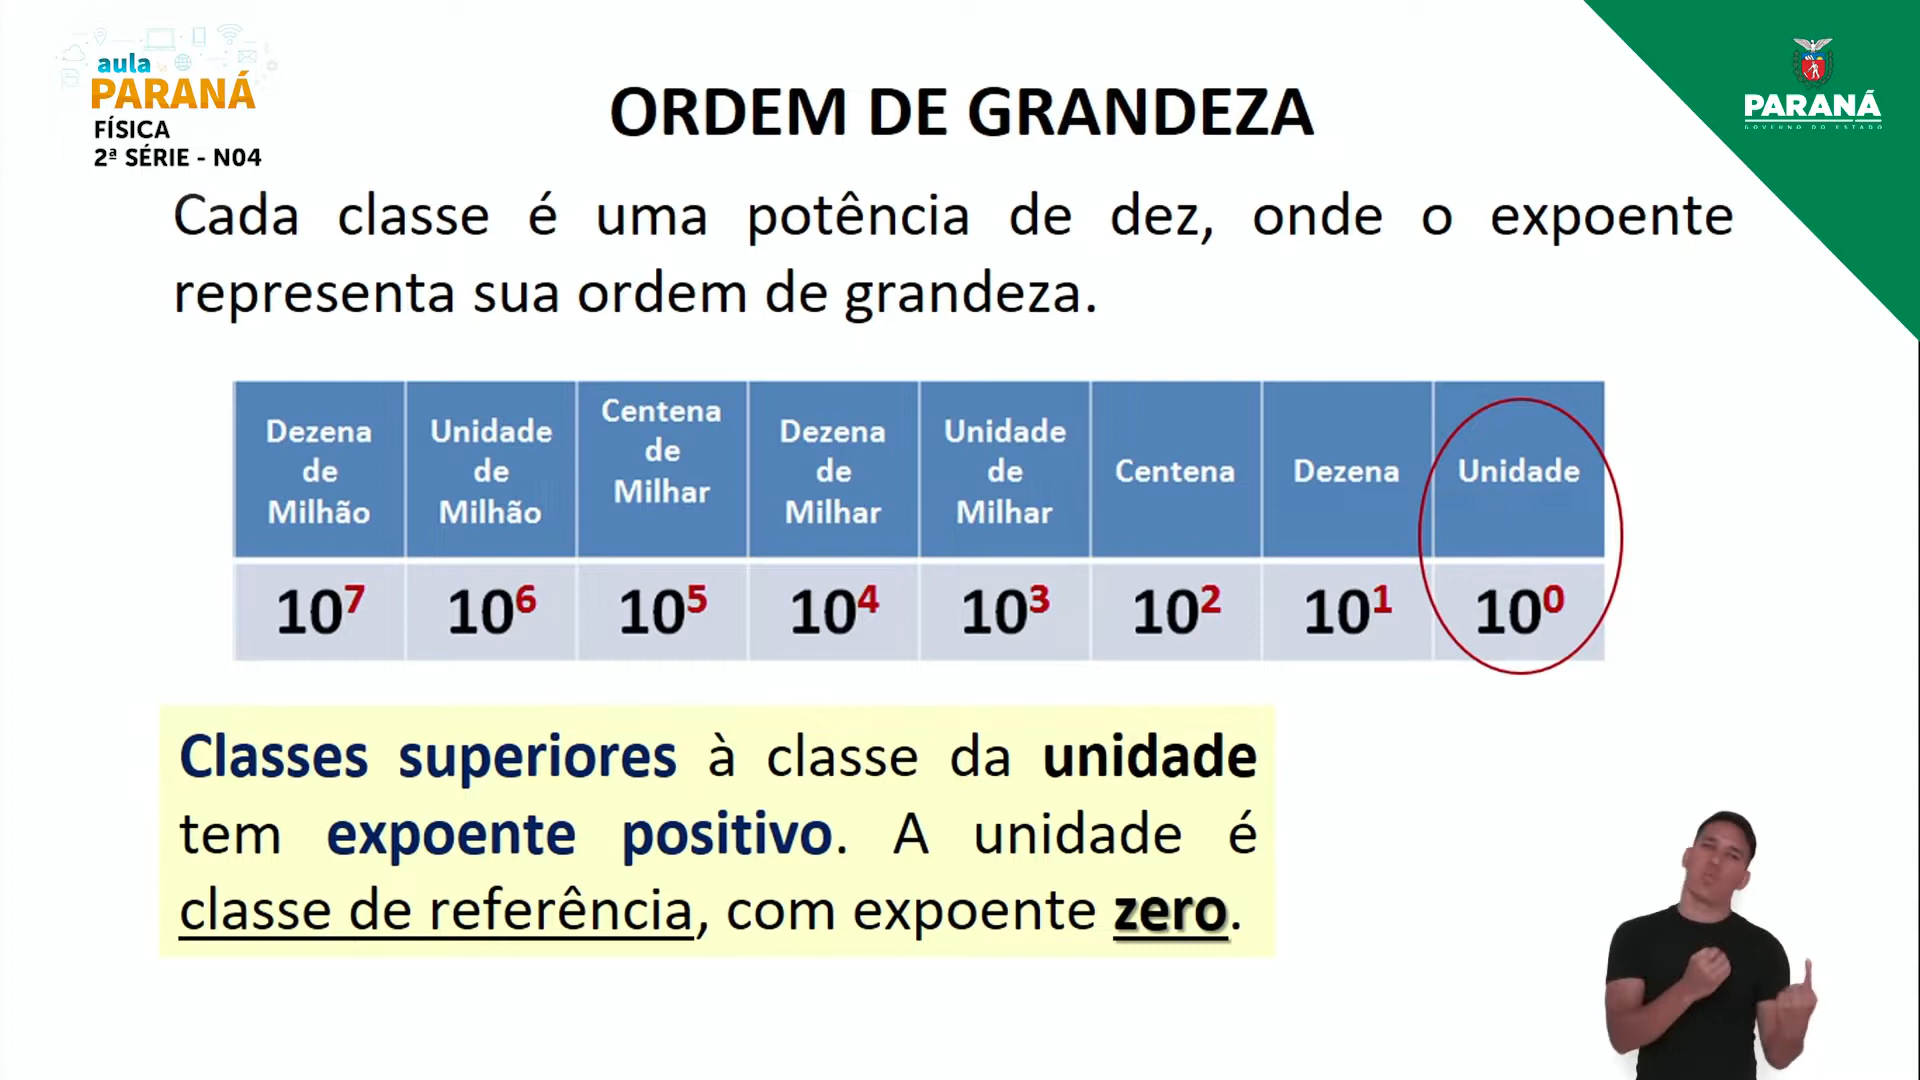 aula
PARANÁ
FÍSICA
2ª SÉRIE - N04
ORDEM DE GRANDEZA
PARANÁ
GOVERNO DO ESTADO
Cada classe é uma potência de dez, onde o expoente
representa sua ordem de grandeza.
Dezena de Milhão
Unidade de Milhão
Centena de Milhar
Dezena de Milhar
Unidade de Milhar
Centena
Dezena
Unidade
10⁷ 10⁶ 10⁵ 10⁴ 10³ 10² 10¹ 10⁰
Classes superiores à classe da unidade
tem expoente positivo. A unidade é
classe de referência, com expoente zero.